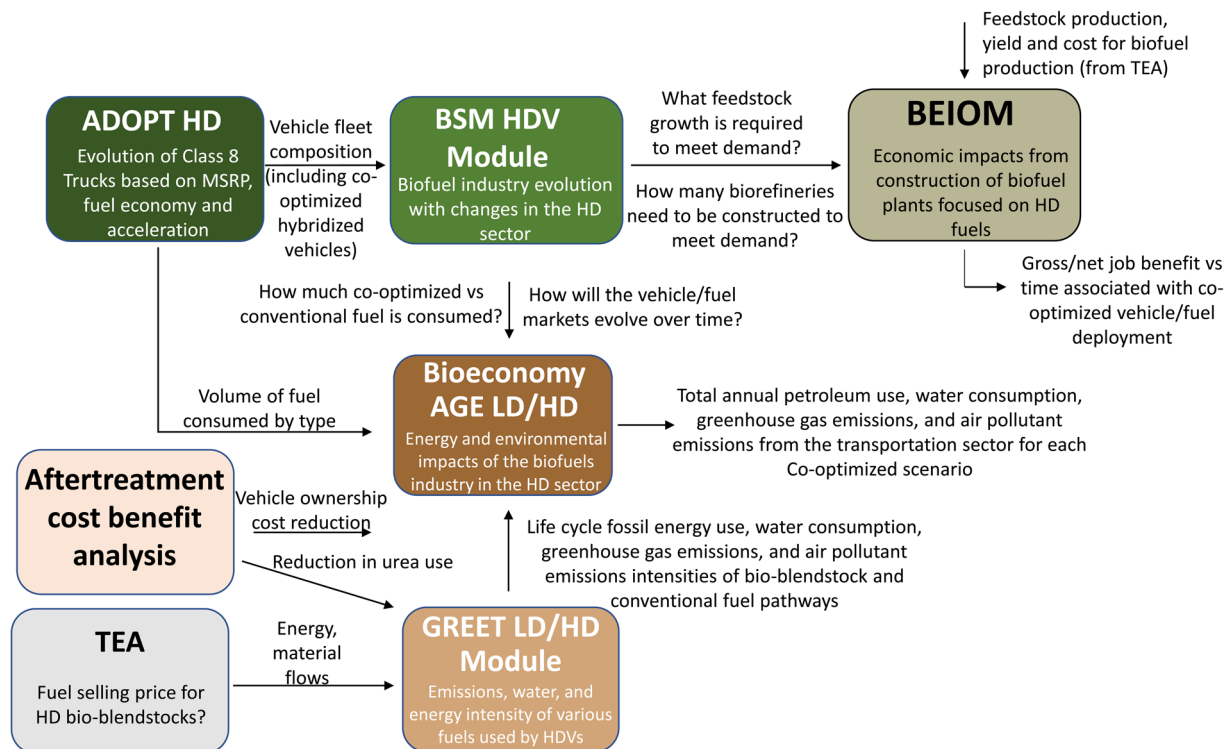 Feedstock production,
yield and cost for biofuel
production (from TEA)
ADOPT HD
Evolution of Class 8
Trucks based on MSRP,
fuel economy and
acceleration
Vehicle fleet
composition
(including co-
optimized
hybridized
vehicles)
BSM HDV
Module
Biofuel industry evolution
with changes in the HD
sector
What feedstock
growth is required
to meet demand?
How many biorefineries
need to be constructed to
meet demand?
BEIOM
Economic impacts from
construction of biofuel
plants focused on HD
fuels
Gross/net job benefit vs
time associated with co-
optimized vehicle/fuel
deployment
How much co-optimized vs
conventional fuel is consumed?
How will the vehicle/fuel
markets evolve over time?
Volume of fuel
consumed by type
Bioeconomy
AGE LD/HD
Energy and environmental
impacts of the biofuels
industry in the HD sector
Total annual petroleum use, water consumption,
greenhouse gas emissions, and air pollutant
emissions from the transportation sector for each
Co-optimized scenario
Aftertreatment
cost benefit
analysis
Vehicle ownership
cost reduction
Reduction in urea use
Life cycle fossil energy use, water consumption,
greenhouse gas emissions, and air pollutant
emissions intensities of bio-blendstock and
conventional fuel pathways
TEA
Fuel selling price for
HD bio-blendstocks?
Energy,
material
flows
GREET LD/HD
Module
Emissions, water, and
energy intensity of various
fuels used by HDVs